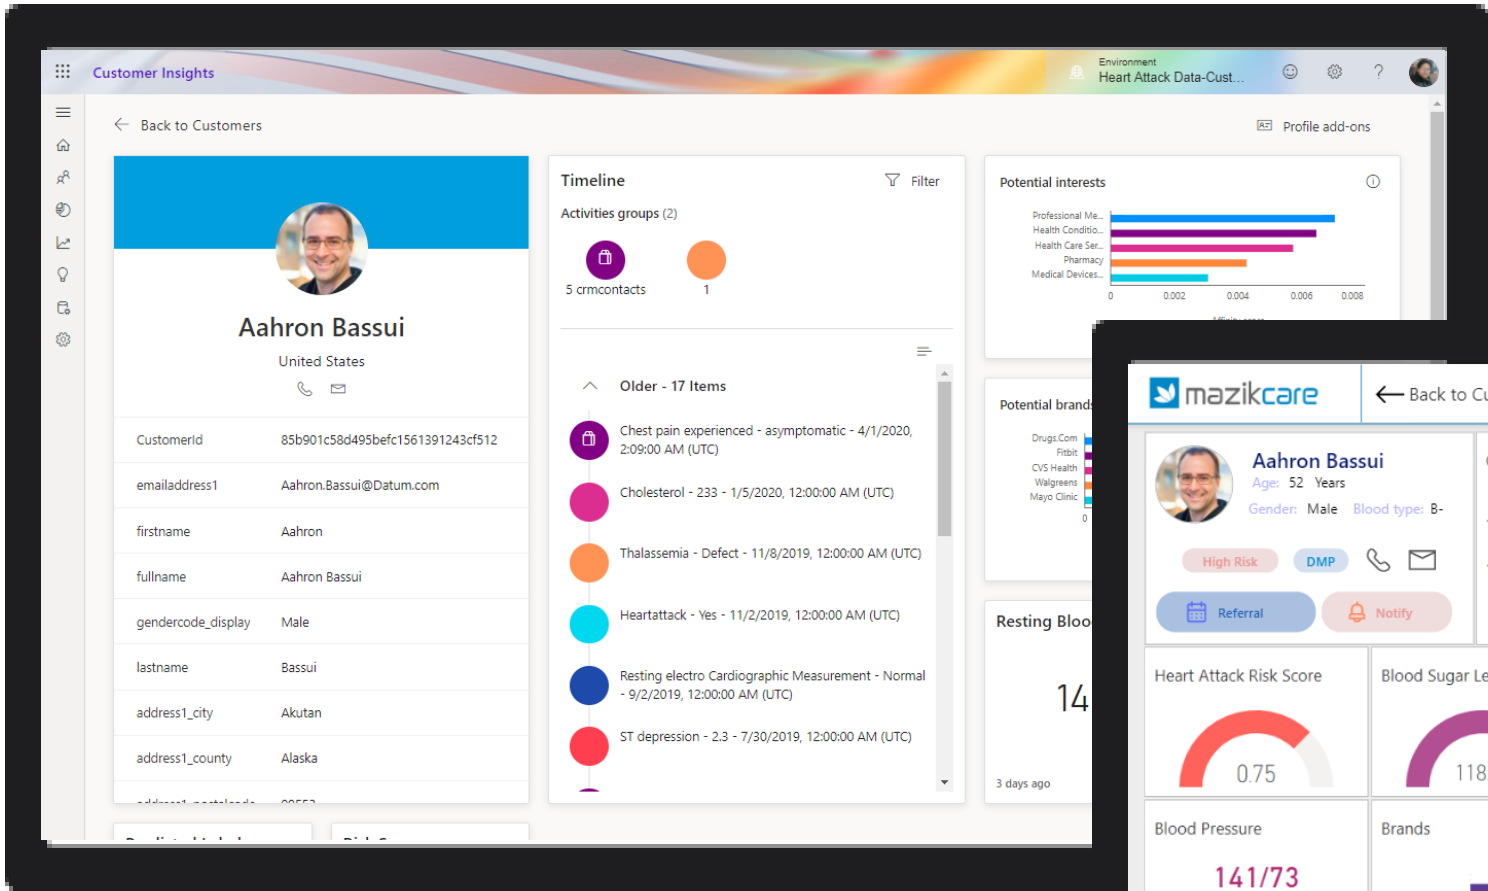 Customer Insights
Environment
Heart Attack Data-Cust...
?
Back to Customers
Profile add-ons
Aahron Bassui
United States
CustomerId 85b901c58d495befc1561391243cf512
emailaddress1 Aahron.Bassui@Datum.com
firstname Aahron
fullname Aahron Bassui
gendercode_display Male
lastname Bassui
address1_city Akutan
address1_county Alaska
Timeline
Filter
Activities groups (2)
5 crmcontacts
1
Older - 17 Items
Chest pain experienced - asymptomatic - 4/1/2020,
2:09:00 AM (UTC)
Cholesterol - 233 - 1/5/2020, 12:00:00 AM (UTC)
Thalassemia - Defect - 11/8/2019, 12:00:00 AM (UTC)
Heartattack - Yes - 11/2/2019, 12:00:00 AM (UTC)
Resting electro Cardiographic Measurement - Normal
- 9/2/2019, 12:00:00 AM (UTC)
ST depression - 2.3 - 7/30/2019, 12:00:00 AM (UTC)
Potential interests
Professional Me...
Health Conditio...
Health Care Ser...
Pharmacy
Medical Devices...
0 0.002 0.004 0.006 0.008
Potential brands
Drugs.Com
Fitbit
CVS Health
Walgreens
Mayo Clinic
0
Resting Bloo
14
3 days ago
mazikcare
Back to Cu
Aahron Bassui
Age: 52 Years
Gender: Male Blood type: B-
High Risk
DMP
Referral
Notify
Heart Attack Risk Score
0.75
Blood Sugar Le
118
Blood Pressure
141/73
Brands